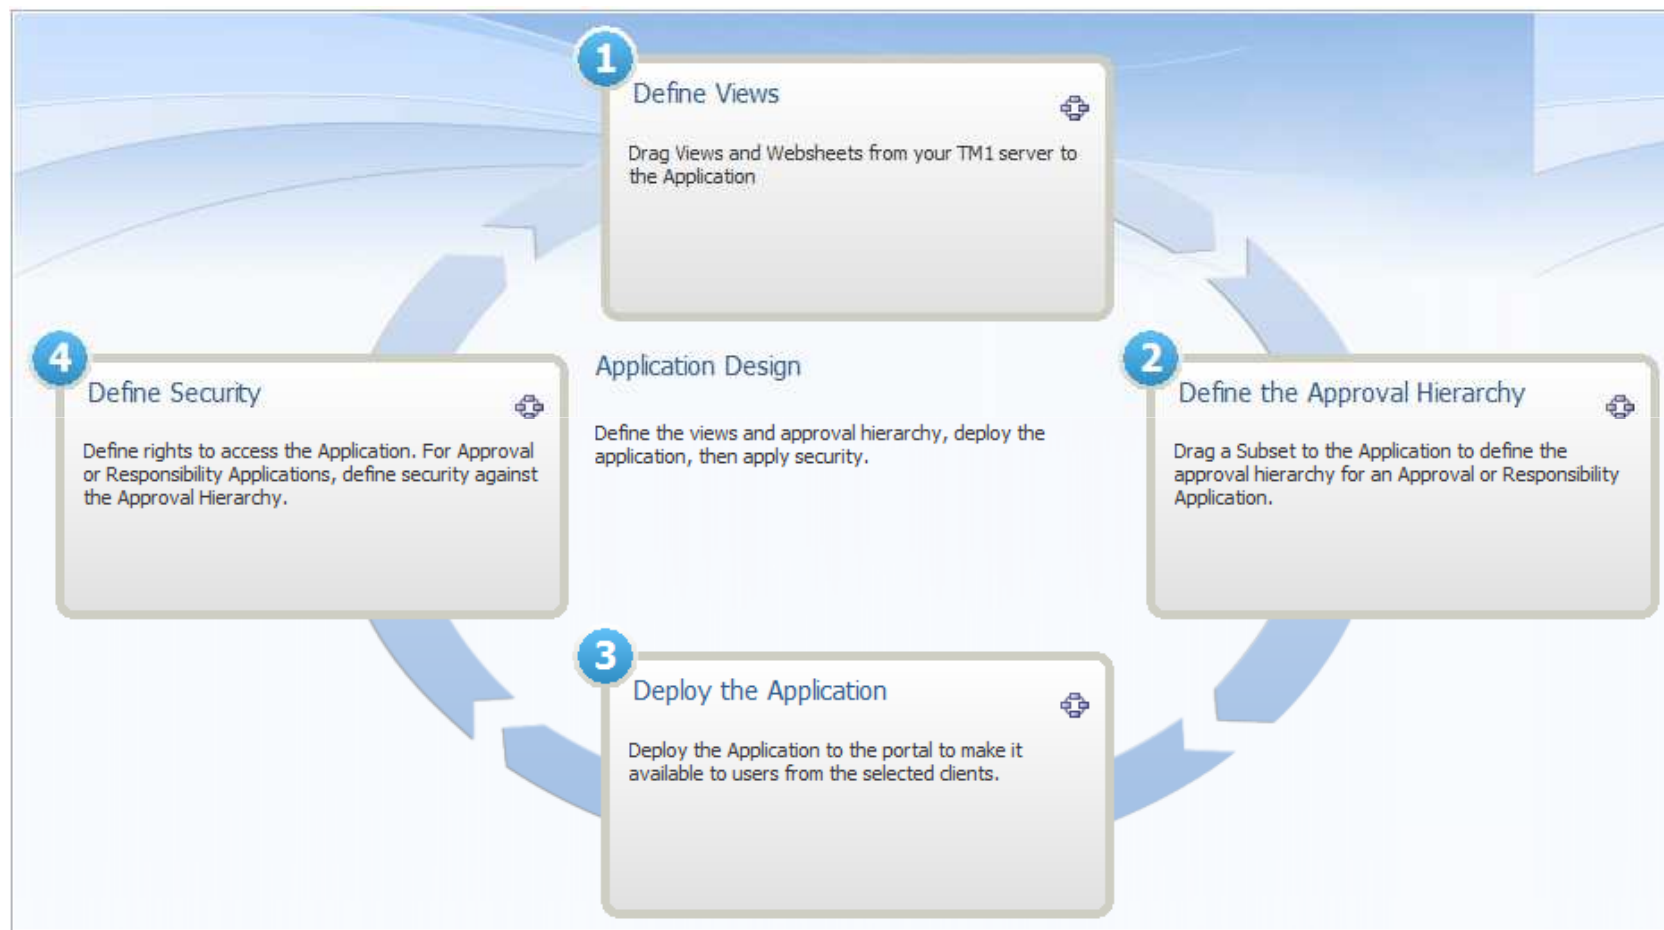 1
Define Views
Drag Views and Websheets from your TM1 server to
the Application
4
Define Security
Define rights to access the Application. For Approval
or Responsibility Applications, define security against
the Approval Hierarchy.
Application Design
Define the views and approval hierarchy, deploy the
application, then apply security.
2
Define the Approval Hierarchy
Drag a Subset to the Application to define the
approval hierarchy for an Approval or Responsibility
Application.
3
Deploy the Application
Deploy the Application to the portal to make it
available to users from the selected clients.